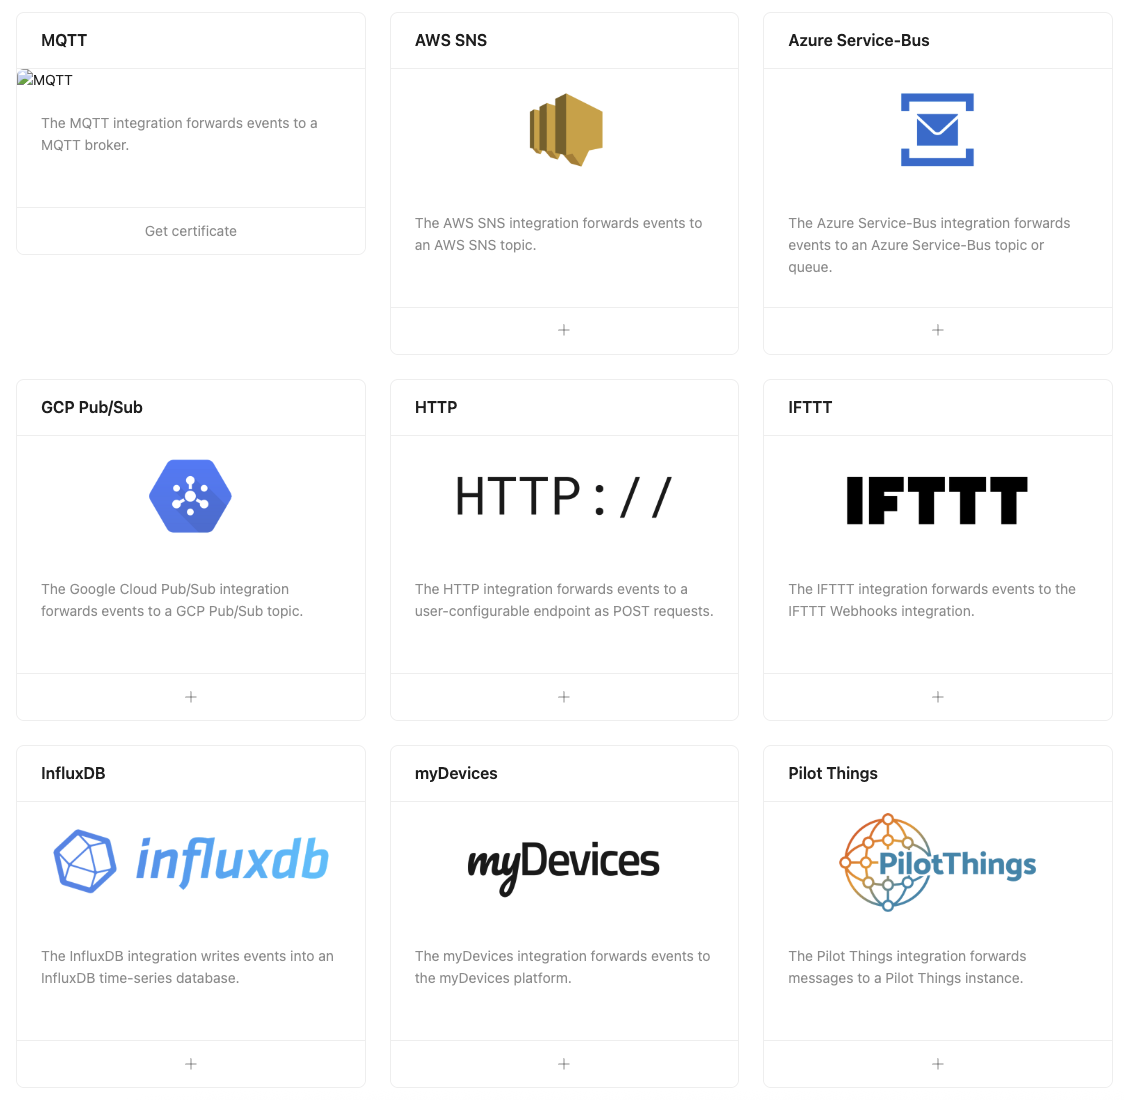 MQTT
MQTT
The MQTT integration forwards events to a
MQTT broker.
Get certificate
AWS SNS
The AWS SNS integration forwards events to
an AWS SNS topic.
+
Azure Service-Bus
The Azure Service-Bus integration forwards
events to an Azure Service-Bus topic or
queue.
+
GCP Pub/Sub
The Google Cloud Pub/Sub integration
forwards events to a GCP Pub/Sub topic.
+
HTTP
HTTP://
The HTTP integration forwards events to a
user-configurable endpoint as POST requests.
+
IFTTT
IFTTT
The IFTTT integration forwards events to the
IFTTT Webhooks integration.
+
InfluxDB
influxdb
The InfluxDB integration writes events into an
InfluxDB time-series database.
+
myDevices
myDevices
The myDevices integration forwards events to
the myDevices platform.
+
Pilot Things
PilotThings
The Pilot Things integration forwards
messages to a Pilot Things instance.
+